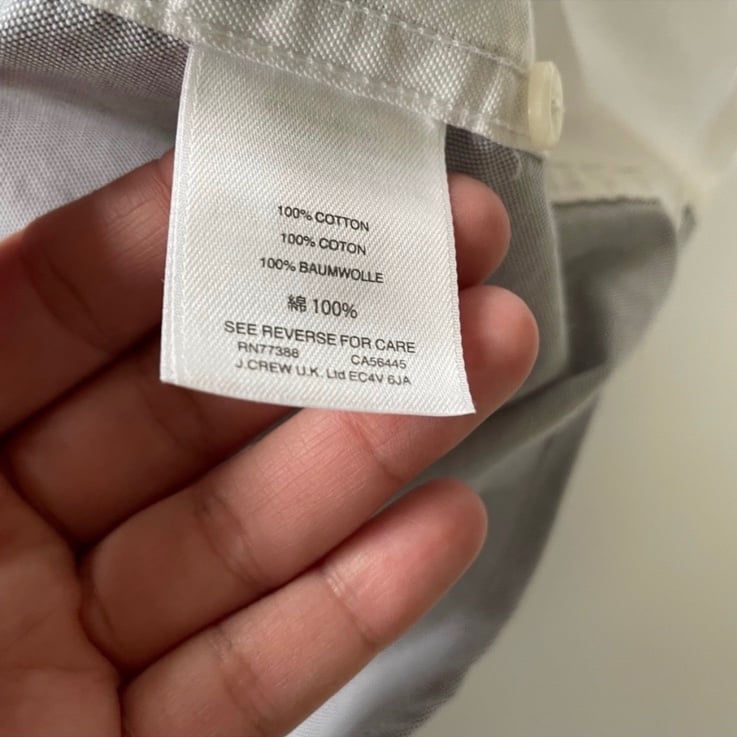 100% COTTON
100% COTON
100% BAUMWOLLE
綿 100%
SEE REVERSE FOR CARE
RN77388 CA56445
J.CREW U.K. Ltd EC4V 6JA